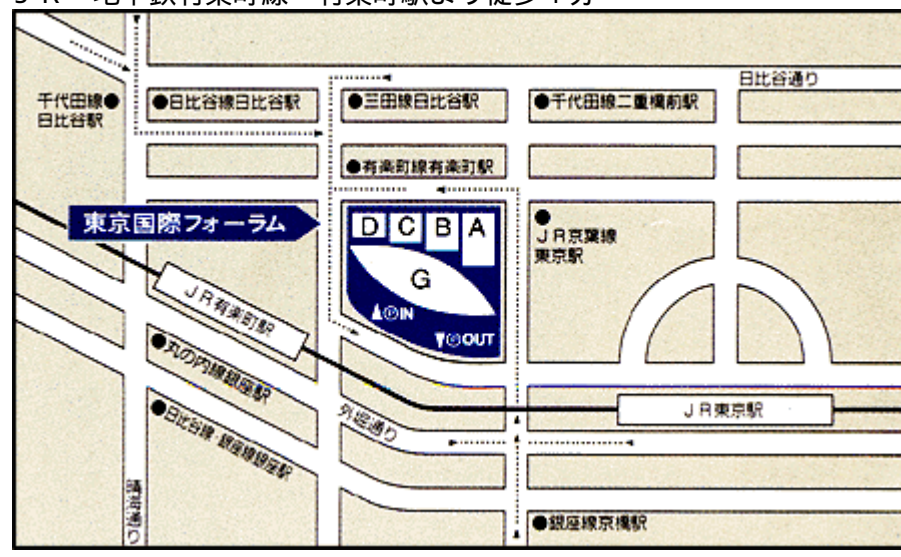 ＪＲ・地下鉄有楽町線 有楽町駅より徒歩１分
日比谷通り
千代田線●
日比谷駅
●日比谷線日比谷駅
●三田線日比谷駅
●千代田線二重橋前駅
●有楽町線有楽町駅
東京国際フォーラム
D C B A
G
●
ＪＲ京葉線
東京駅
ＪＲ有楽町駅
▲ⓅIN
▼ⓅOUT
●丸の内線銀座駅
外堀通り
ＪＲ東京駅
●日比谷線・銀座線銀座駅
晴海通り
●銀座線京橋駅